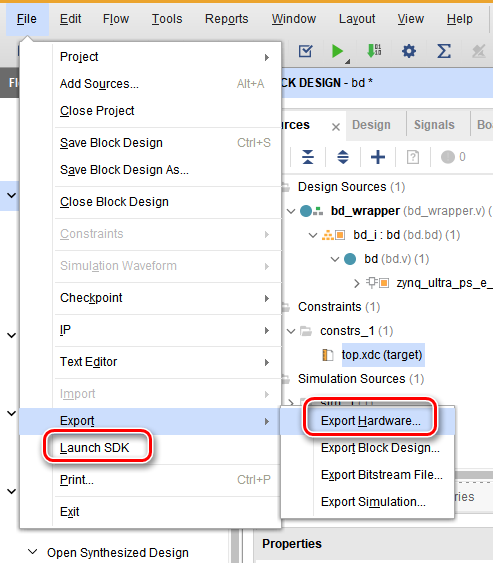 File Edit Flow Tools Reports Window Layout View Help
Project
Add Sources... Alt+A
Close Project
Save Block Design Ctrl+S
Save Block Design As...
Close Block Design
Constraints
Simulation Waveform
Checkpoint
IP
Text Editor
Import
Export
Launch SDK
Print... Ctrl+P
Exit
Export Hardware...
Export Block Design...
Export Bitstream File...
Export Simulation...
CK DESIGN - bd *
rces Design Signals Boa
0
Design Sources (1)
bd_wrapper (bd_wrapper.v) (
bd_i : bd (bd.bd) (1)
bd (bd.v) (1)
zynq_ultra_ps_e_
Constraints (1)
constrs_1 (1)
top.xdc (target)
Simulation Sources (1)
ries
Open Synthesized Design
Properties